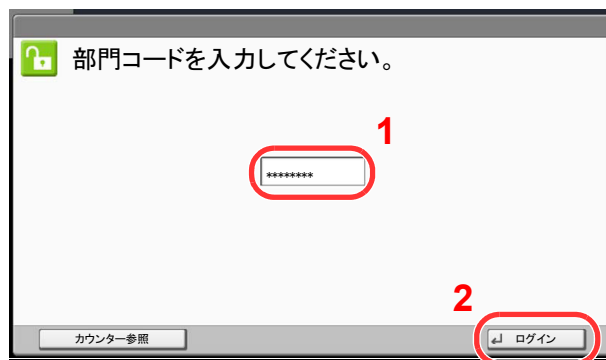 部門コードを入力してください。
1
********
2
カウンター参照
ログイン